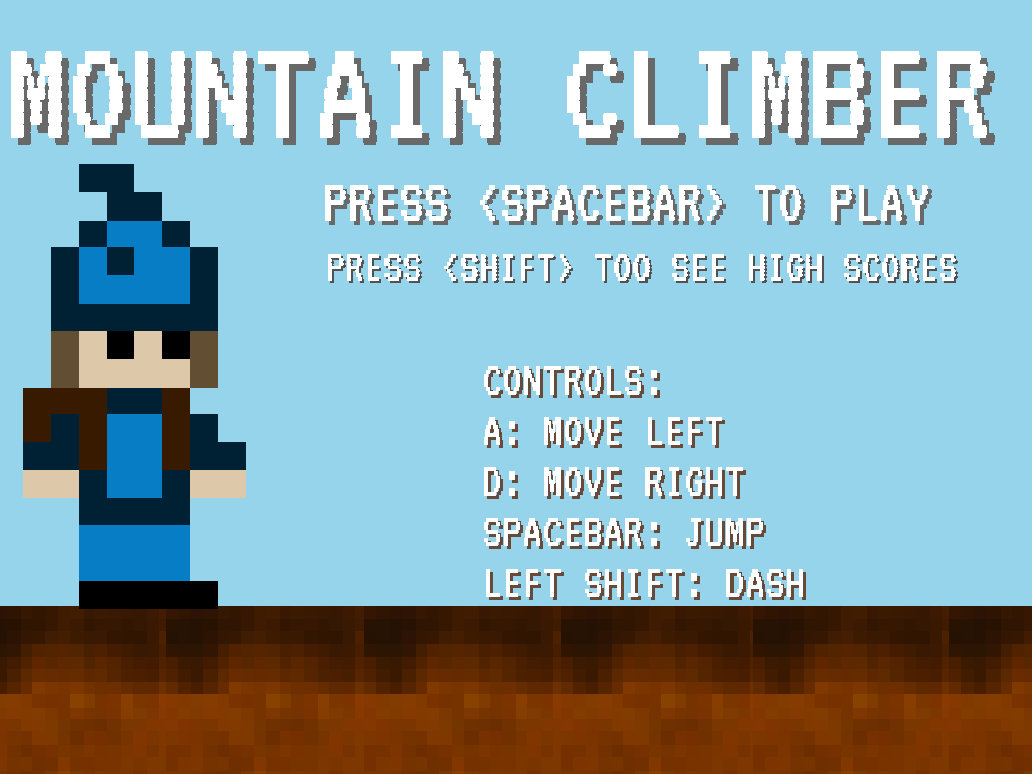 MOUNTAIN CLIMBER
PRESS <SPACEBAR> TO PLAY
PRESS <SHIFT> TOO SEE HIGH SCORES
CONTROLS:
A: MOVE LEFT
D: MOVE RIGHT
SPACEBAR: JUMP
LEFT SHIFT: DASH